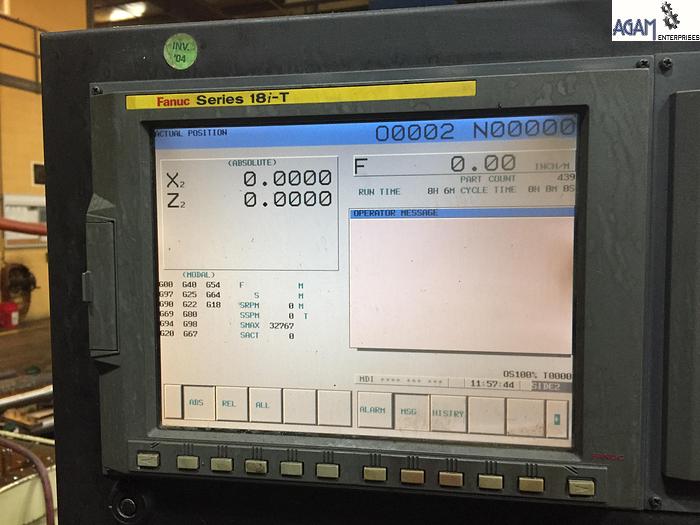 AGAM
ENTERPRISES
INV.
'04
Fanuc Series 18i-T
ACTUAL POSITION
O0002 N00000
(ABSOLUTE)
X2 0.0000
Z2 0.0000
F 0.00 INCH/M
PART COUNT 439
RUN TIME 8H 6M CYCLE TIME 0H 8M 8S
OPERATOR MESSAGE
(MODAL)
G00 G40 G54 F M
G97 G25 G64 S M
G90 G22 G18 SRPM 0 M
G69 G80 SSPM 0 T
G94 G98 SMAX 32767
G20 G67 SACT 0
OS100% T0000
MDI **** *** *** 11:57:44 SIDE2
ABS REL ALL ALARM MSG HISTRY
FANUC